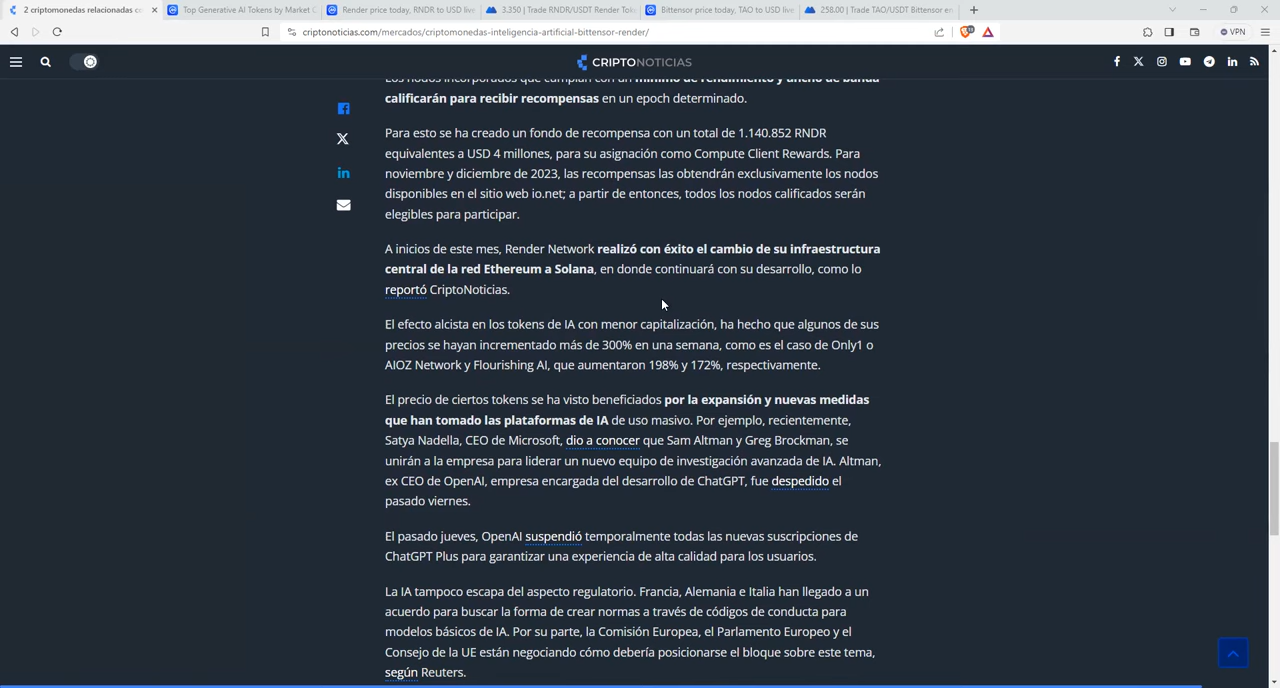 2 criptomonedas relacionadas c
Top Generative AI Tokens by Market C
Render price today, RNDR to USD live
3.350 | Trade RNDR/USDT Render Tok
Bittensor price today, TAO to USD live
258.00 | Trade TAO/USDT Bittensor en
criptonoticias.com/mercados/criptomonedas-inteligencia-artificial-bittensor-render/
VPN
CRIPTONOTICIAS
Los nodos incorporados que cumplan con un mínimo de rendimiento y ancho de banda
calificarán para recibir recompensas en un epoch determinado.
Para esto se ha creado un fondo de recompensa con un total de 1.140.852 RNDR
equivalentes a USD 4 millones, para su asignación como Compute Client Rewards. Para
noviembre y diciembre de 2023, las recompensas las obtendrán exclusivamente los nodos
disponibles en el sitio web io.net; a partir de entonces, todos los nodos calificados serán
elegibles para participar.
A inicios de este mes, Render Network realizó con éxito el cambio de su infraestructura
central de la red Ethereum a Solana, en donde continuará con su desarrollo, como lo
reportó CriptoNoticias.
El efecto alcista en los tokens de IA con menor capitalización, ha hecho que algunos de sus
precios se hayan incrementado más de 300% en una semana, como es el caso de Only1 o
AIOZ Network y Flourishing AI, que aumentaron 198% y 172%, respectivamente.
El precio de ciertos tokens se ha visto beneficiados por la expansión y nuevas medidas
que han tomado las plataformas de IA de uso masivo. Por ejemplo, recientemente,
Satya Nadella, CEO de Microsoft, dio a conocer que Sam Altman y Greg Brockman, se
unirán a la empresa para liderar un nuevo equipo de investigación avanzada de IA. Altman,
ex CEO de OpenAI, empresa encargada del desarrollo de ChatGPT, fue despedido el
pasado viernes.
El pasado jueves, OpenAI suspendió temporalmente todas las nuevas suscripciones de
ChatGPT Plus para garantizar una experiencia de alta calidad para los usuarios.
La IA tampoco escapa del aspecto regulatorio. Francia, Alemania e Italia han llegado a un
acuerdo para buscar la forma de crear normas a través de códigos de conducta para
modelos básicos de IA. Por su parte, la Comisión Europea, el Parlamento Europeo y el
Consejo de la UE están negociando cómo debería posicionarse el bloque sobre este tema,
según Reuters.